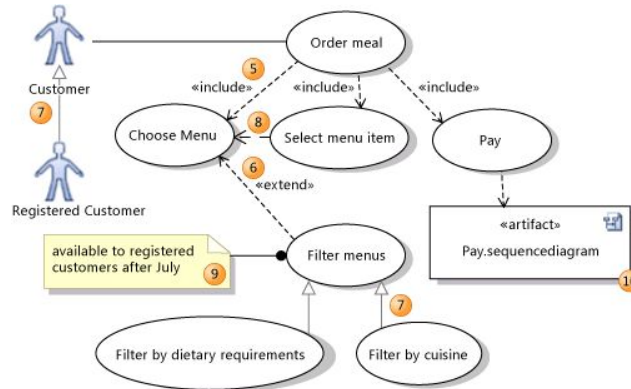 Order meal
Customer
5
«include»
«include»
«include»
7
8
Choose Menu
Select menu item
Pay
6
«extend»
Registered Customer
«artifact»
Pay.sequencediagram
available to registered
customers after July
9
Filter menus
10
7
Filter by dietary requirements
Filter by cuisine